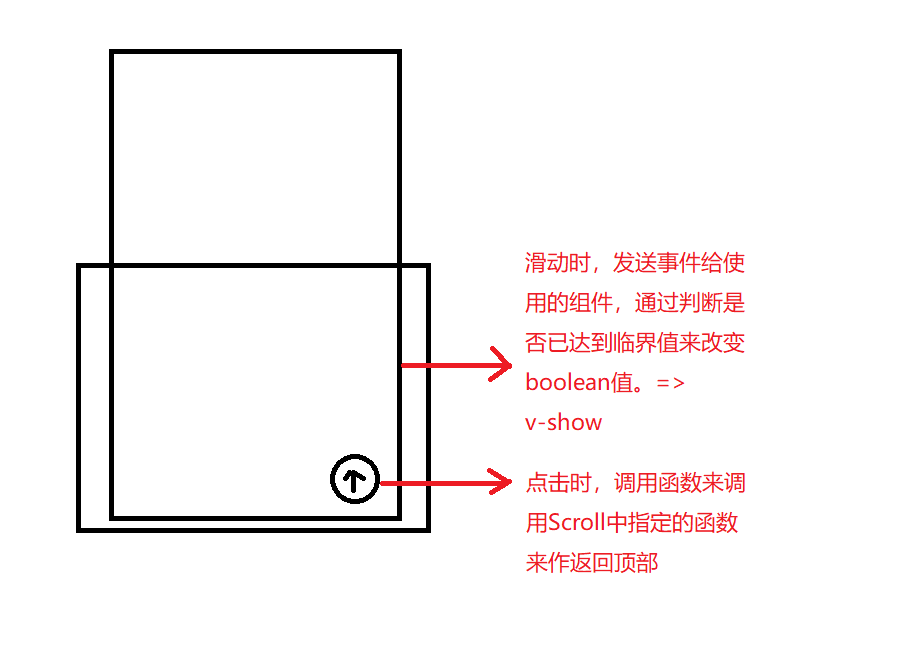 滑动时，发送事件给使
用的组件，通过判断是
否已达到临界值来改变
boolean值。=>
v-show
点击时，调用函数来调
用Scroll中指定的函数
来作返回顶部